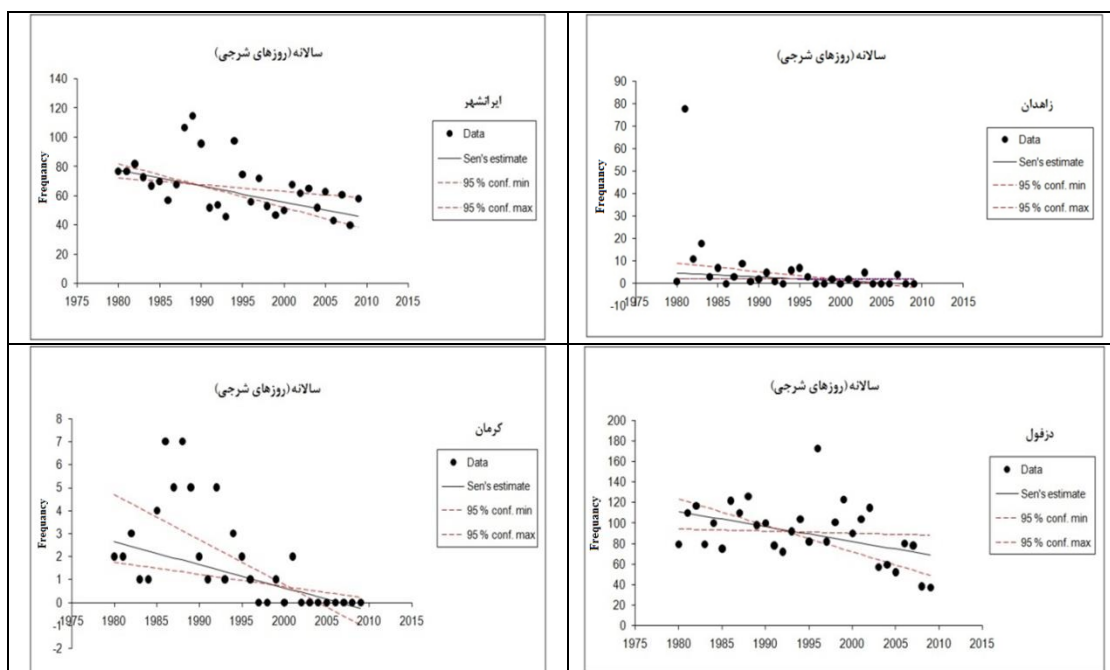 سالانه (روزهای شرجی)
ایرانشهر
Frequancy
140
120
100
80
60
40
20
0
1975 1980 1985 1990 1995 2000 2005 2010 2015
Data
Sen's estimate
95 % conf. min
95 % conf. max
سالانه (روزهای شرجی)
زاهدان
Frequancy
90
80
70
60
50
40
30
20
10
0
-10
1975 1980 1985 1990 1995 2000 2005 2010 2015
Data
Sen's estimate
95 % conf. min
95 % conf. max
سالانه (روزهای شرجی)
کرمان
Frequancy
8
7
6
5
4
3
2
1
0
-1
-2
1975 1980 1985 1990 1995 2000 2005 2010 2015
Data
Sen's estimate
95 % conf. min
95 % conf. max
سالانه (روزهای شرجی)
دزفول
Frequancy
200
180
160
140
120
100
80
60
40
20
0
1975 1980 1985 1990 1995 2000 2005 2010 2015
Data
Sen's estimate
95 % conf. min
95 % conf. max